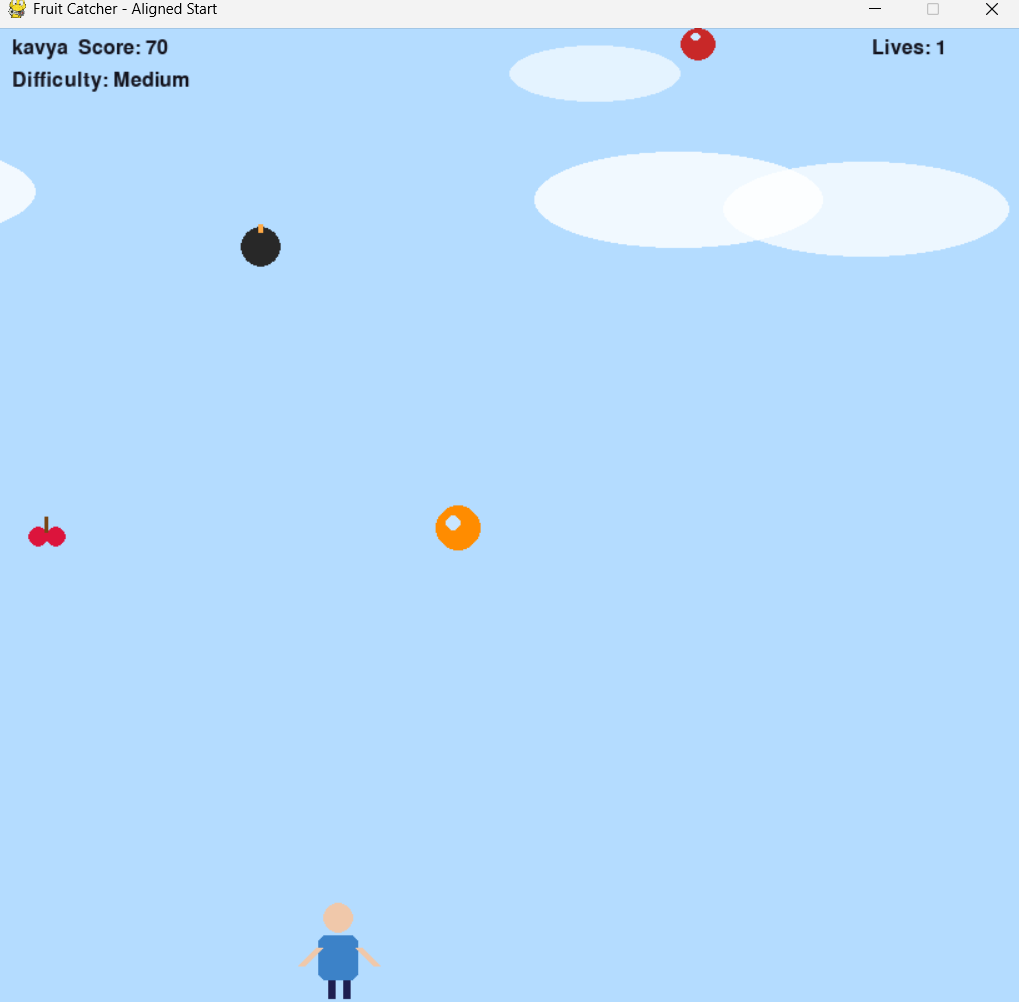 Fruit Catcher - Aligned Start
kavya  Score: 70
Lives: 1
Difficulty: Medium